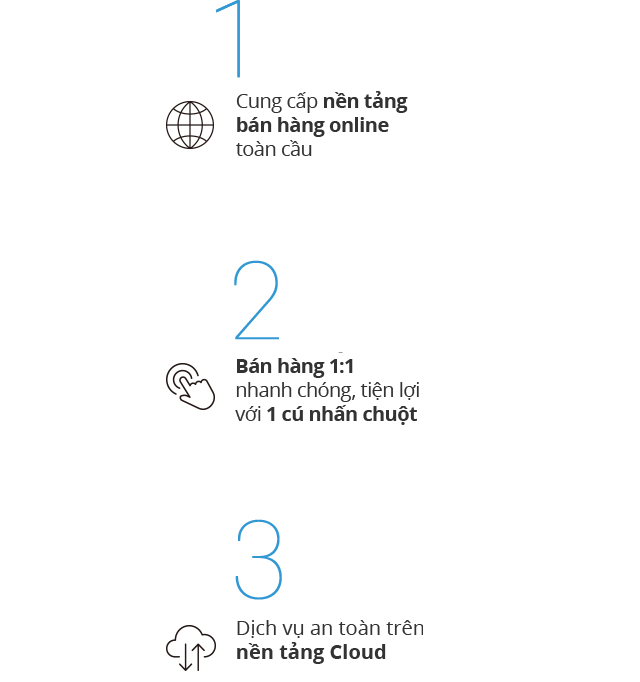 1
Cung cấp nền tảng
bán hàng online
toàn cầu
2
Bán hàng 1:1
nhanh chóng, tiện lợi
với 1 cú nhấn chuột
3
Dịch vụ an toàn trên
nền tảng Cloud